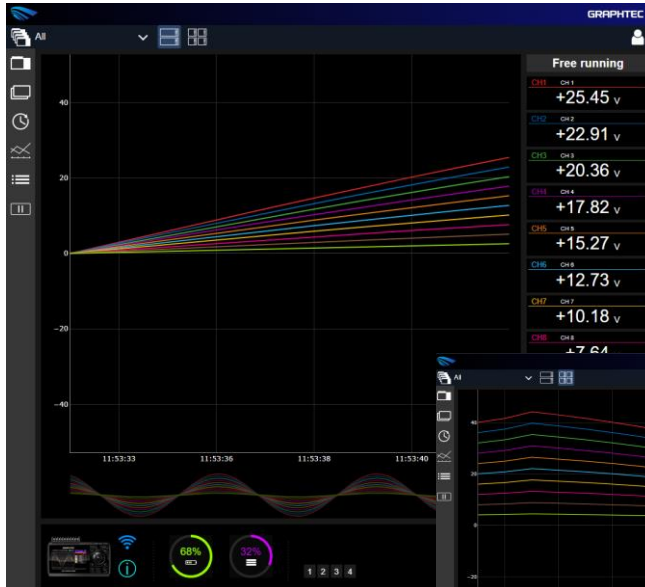 GRAPHTEC
All
Free running
CH1 CH 1
+25.45 V
CH2 CH 2
+22.91 V
CH3 CH 3
+20.36 V
CH4 CH 4
+17.82 V
CH5 CH 5
+15.27 V
CH6 CH 6
+12.73 V
CH7 CH 7
+10.18 V
CH8 CH 8
+7.64
40
20
0
-20
-40
11:53:33 11:53:36 11:53:38 11:53:40
68%
32%
1 2 3 4
All
40
20
0
-20